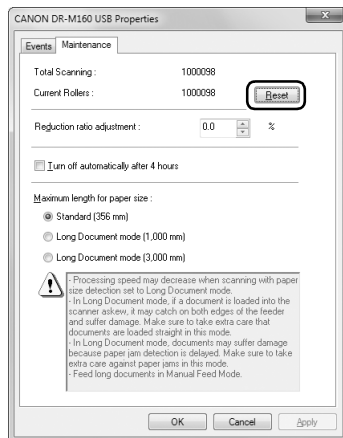 CANON DR-M160 USB Properties
Events Maintenance
Total Scanning : 1000098
Current Rollers : 1000098 Reset
Reduction ratio adjustment : 0.0 %
Turn off automatically after 4 hours
Maximum length for paper size :
Standard (356 mm)
Long Document mode (1,000 mm)
Long Document mode (3,000 mm)
- Processing speed may decrease when scanning with paper
size detection set to Long Document mode.
- In Long Document mode, if a document is loaded into the
scanner askew, it may catch on both edges of the feeder
and suffer damage. Make sure to take extra care that
documents are loaded straight in this mode.
- In Long Document mode, documents may suffer damage
because paper jam detection is delayed. Make sure to take
extra care against paper jams in this mode.
- Feed long documents in Manual Feed Mode.
OK Cancel Apply